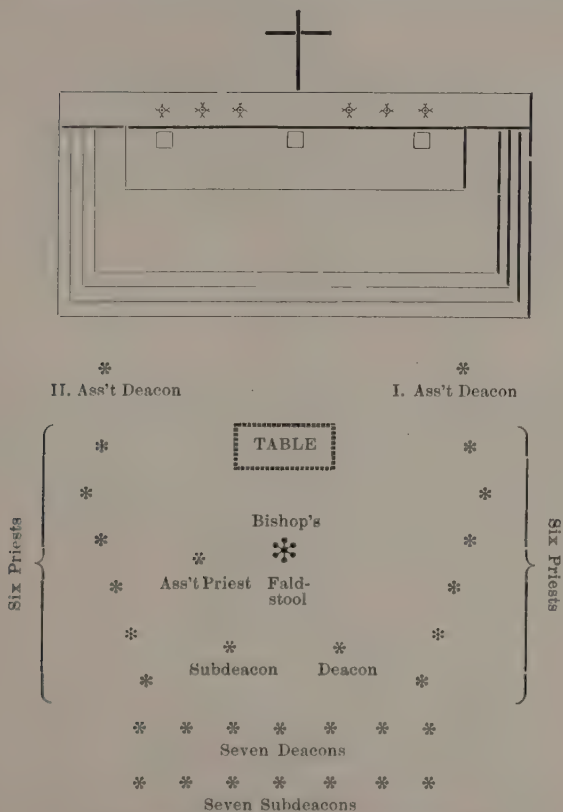 II. Ass't Deacon
I. Ass't Deacon
TABLE
Six Priests
Six Priests
Bishop's
Ass't Priest Fald-
stool
Subdeacon Deacon
Seven Deacons
Seven Subdeacons